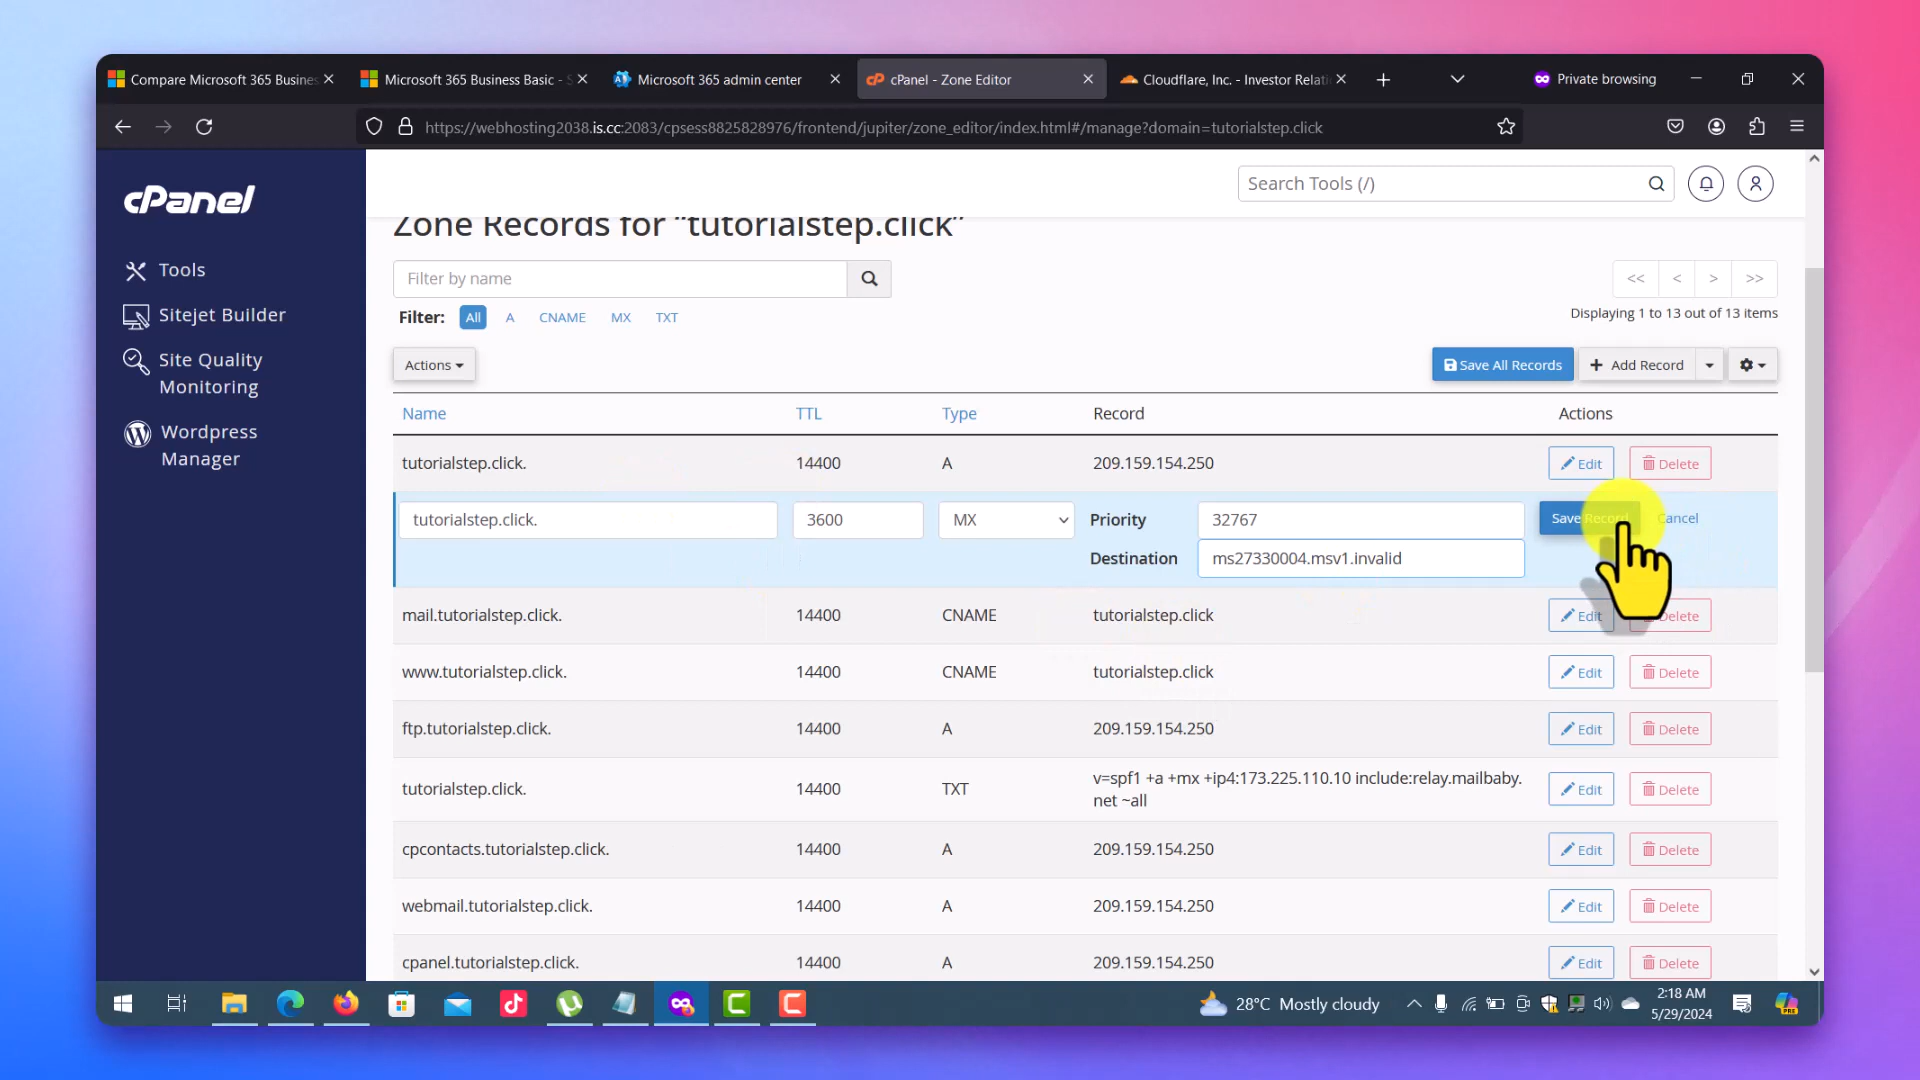 Compare Microsoft 365 Busines
Microsoft 365 Business Basic - S
Microsoft 365 admin center
cPanel - Zone Editor
Cloudflare, Inc. - Investor Relati
Private browsing
https://webhosting2038.is.cc:2083/cpsess8825828976/frontend/jupiter/zone_editor/index.html#/manage?domain=tutorialstep.click
cPanel
Search Tools (/)
Tools
Sitejet Builder
Site Quality
Monitoring
Wordpress
Manager
Zone Records for "tutorialstep.click"
Filter by name
<< < > >>
Filter: All A CNAME MX TXT
Displaying 1 to 13 out of 13 items
Actions
Save All Records
Add Record
Name TTL Type Record Actions
tutorialstep.click. 14400 A 209.159.154.250 Edit Delete
tutorialstep.click. 3600 MX Priority 32767 Save Record Cancel
Destination ms27330004.msv1.invalid
mail.tutorialstep.click. 14400 CNAME tutorialstep.click Edit Delete
www.tutorialstep.click. 14400 CNAME tutorialstep.click Edit Delete
ftp.tutorialstep.click. 14400 A 209.159.154.250 Edit Delete
tutorialstep.click. 14400 TXT v=spf1 +a +mx +ip4:173.225.110.10 include:relay.mailbaby.
net ~all Edit Delete
cpcontacts.tutorialstep.click. 14400 A 209.159.154.250 Edit Delete
webmail.tutorialstep.click. 14400 A 209.159.154.250 Edit Delete
cpanel.tutorialstep.click. 14400 A 209.159.154.250 Edit Delete
28°C Mostly cloudy
2:18 AM
5/29/2024
PRE